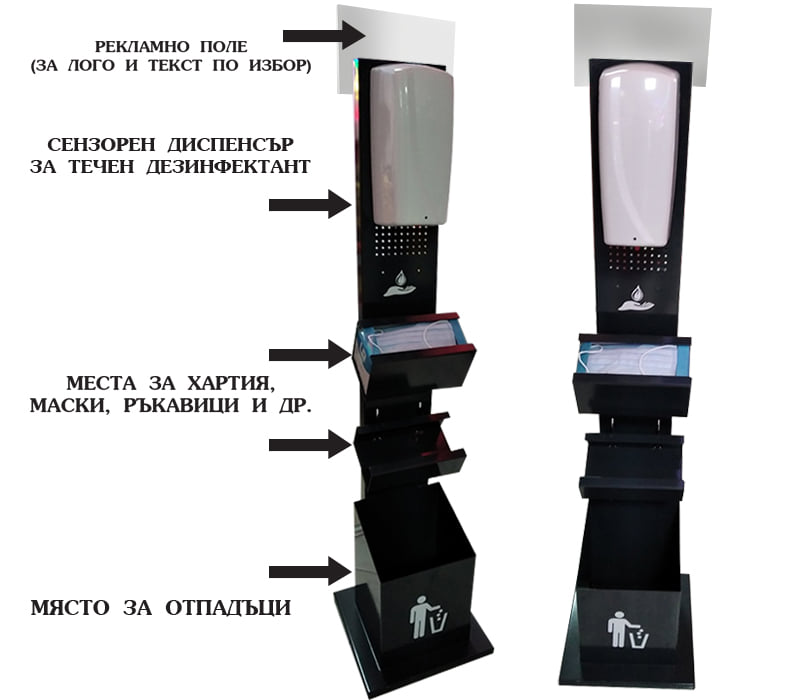 РЕКЛАМНО ПОЛЕ
(ЗА ЛОГО И ТЕКСТ ПО ИЗБОР)
СЕНЗОРЕН ДИСПЕНСЪР
ЗА ТЕЧЕН ДЕЗИНФЕКТАНТ
МЕСТА ЗА ХАРТИЯ,
МАСКИ, РЪКАВИЦИ И ДР.
МЯСТО ЗА ОТПАДЪЦИ